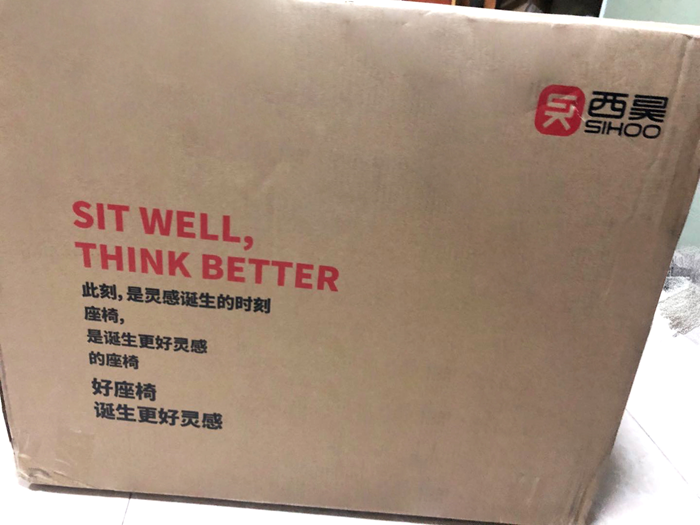 西昊
SIHOO
SIT WELL,
THINK BETTER
此刻，是灵感诞生的时刻
座椅，
是诞生更好灵感
的座椅
好座椅
诞生更好灵感